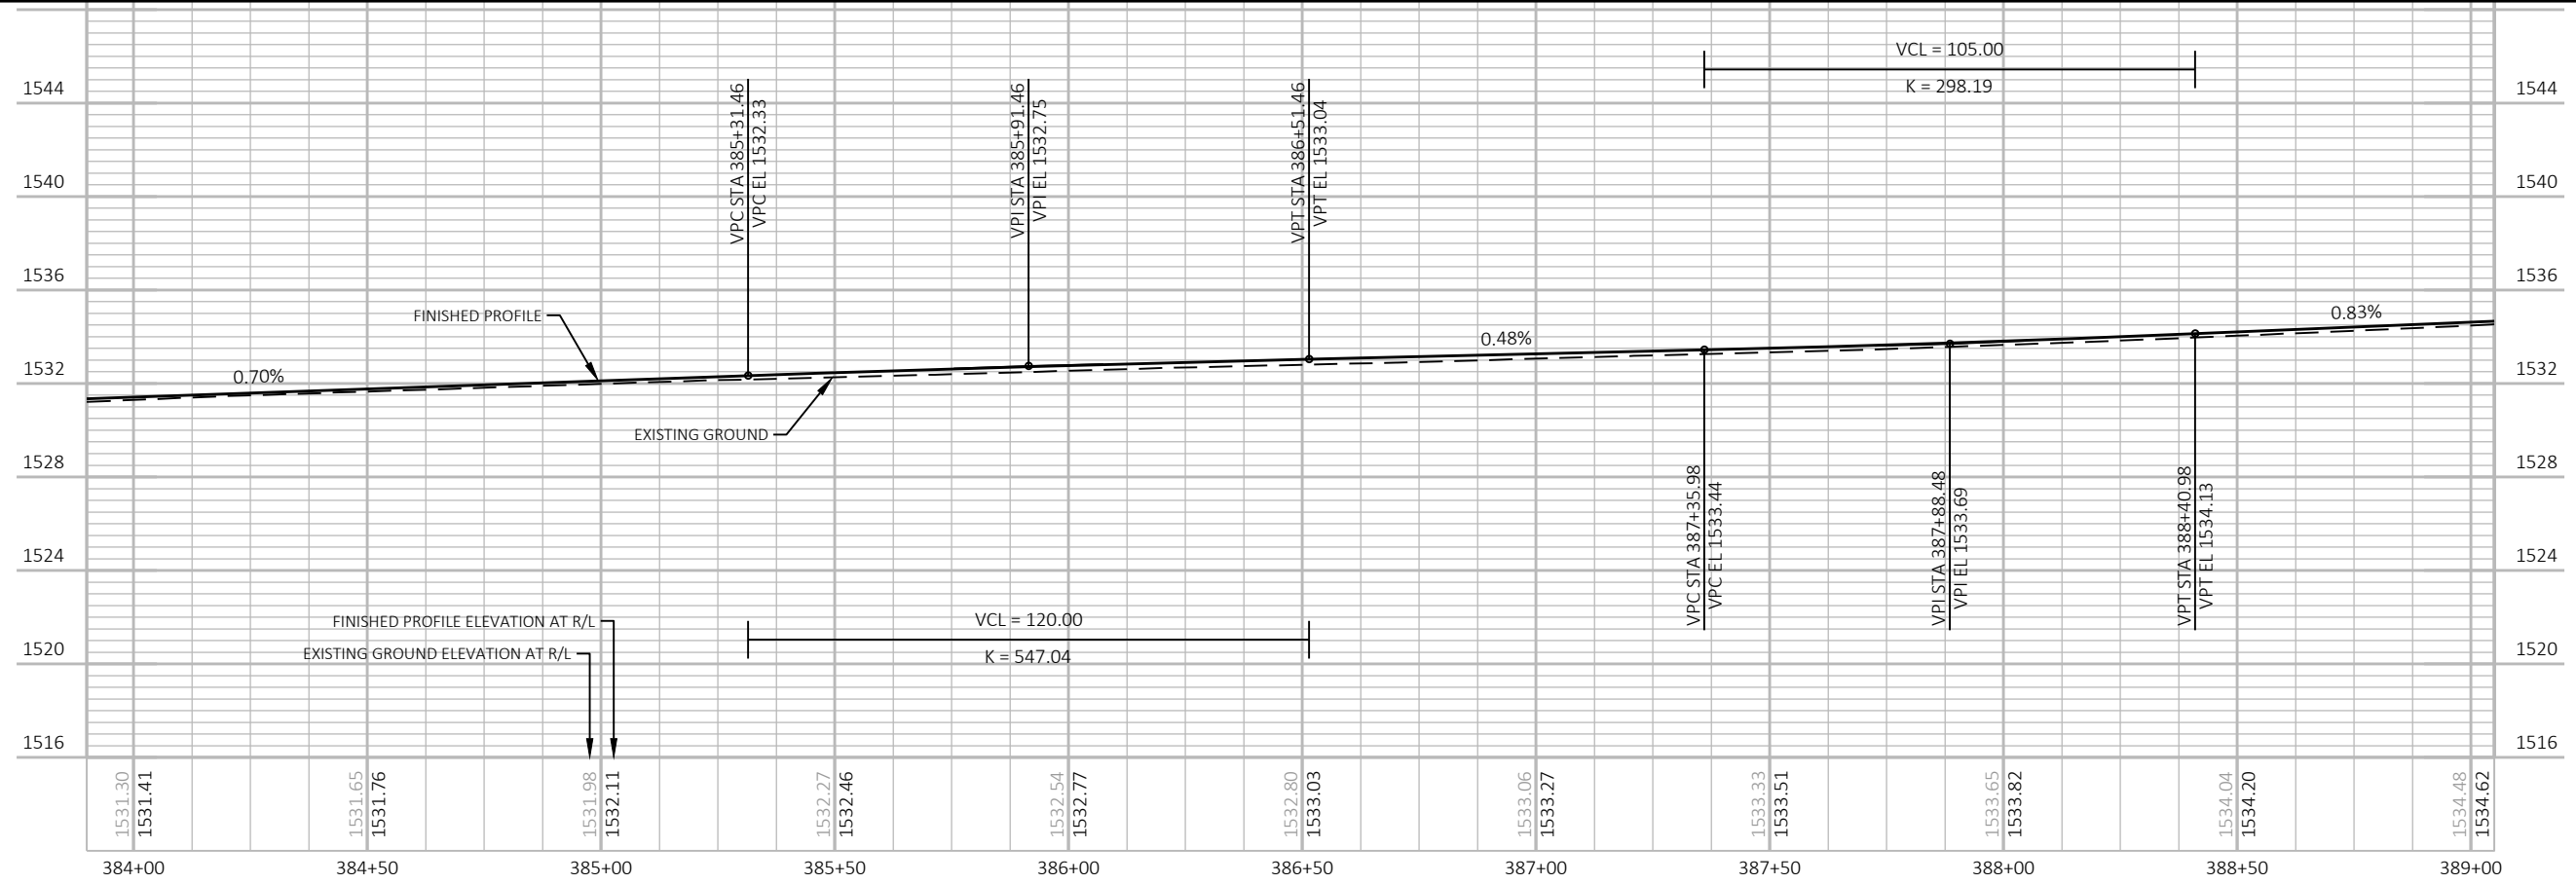 VCL = 105.00
K = 298.19
1544
1544
VPC STA 385+31.46
VPC EL 1532.33
VPI STA 385+91.46
VPI EL 1532.75
VPT STA 386+51.46
VPT EL 1533.04
1540
1540
1536
1536
FINISHED PROFILE
0.83%
0.48%
1532
0.70%
1532
EXISTING GROUND
1528
1528
VPC STA 387+35.98
VPC EL 1533.44
VPI STA 387+88.48
VPI EL 1533.69
VPT STA 388+40.98
VPT EL 1534.13
1524
1524
FINISHED PROFILE ELEVATION AT R/L
VCL = 120.00
EXISTING GROUND ELEVATION AT R/L
K = 547.04
1520
1520
1516
1516
1531.30
1531.41
1531.65
1531.76
1531.98
1532.11
1532.27
1532.46
1532.54
1532.77
1532.80
1533.03
1533.06
1533.27
1533.33
1533.51
1533.65
1533.82
1534.04
1534.20
1534.48
1534.62
384+00
384+50
385+00
385+50
386+00
386+50
387+00
387+50
388+00
388+50
389+00